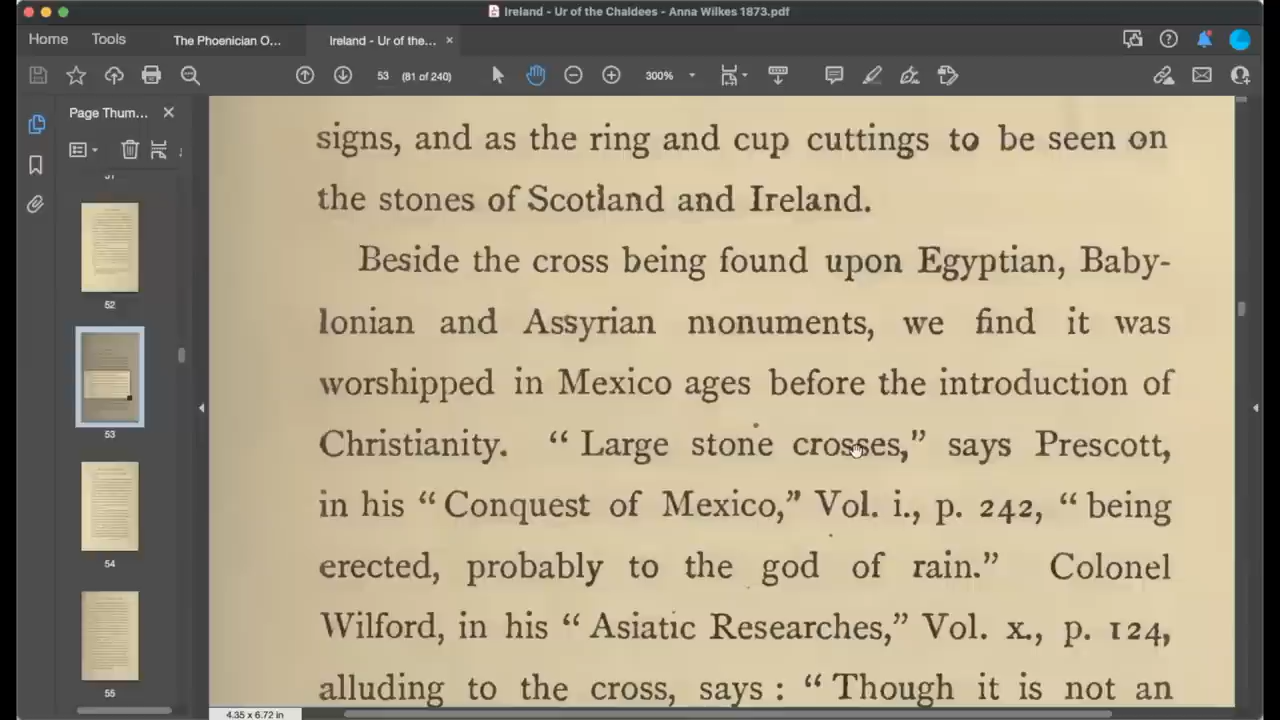 Ireland - Ur of the Chaldees - Anna Wilkes 1873.pdf
Home Tools The Phoenician O... Ireland - Ur of the... ×
53 (81 of 240) 300%
Page Thum... ×
52
53
54
55
signs, and as the ring and cup cuttings to be seen on
the stones of Scotland and Ireland.
Beside the cross being found upon Egyptian, Baby-
lonian and Assyrian monuments, we find it was
worshipped in Mexico ages before the introduction of
Christianity. “ Large stone crosses,” says Prescott,
in his “ Conquest of Mexico,” Vol. i., p. 242, “ being
erected, probably to the god of rain.” Colonel
Wilford, in his “ Asiatic Researches,” Vol. x., p. 124,
alluding to the cross, says : “ Though it is not an
4.35 x 6.72 in